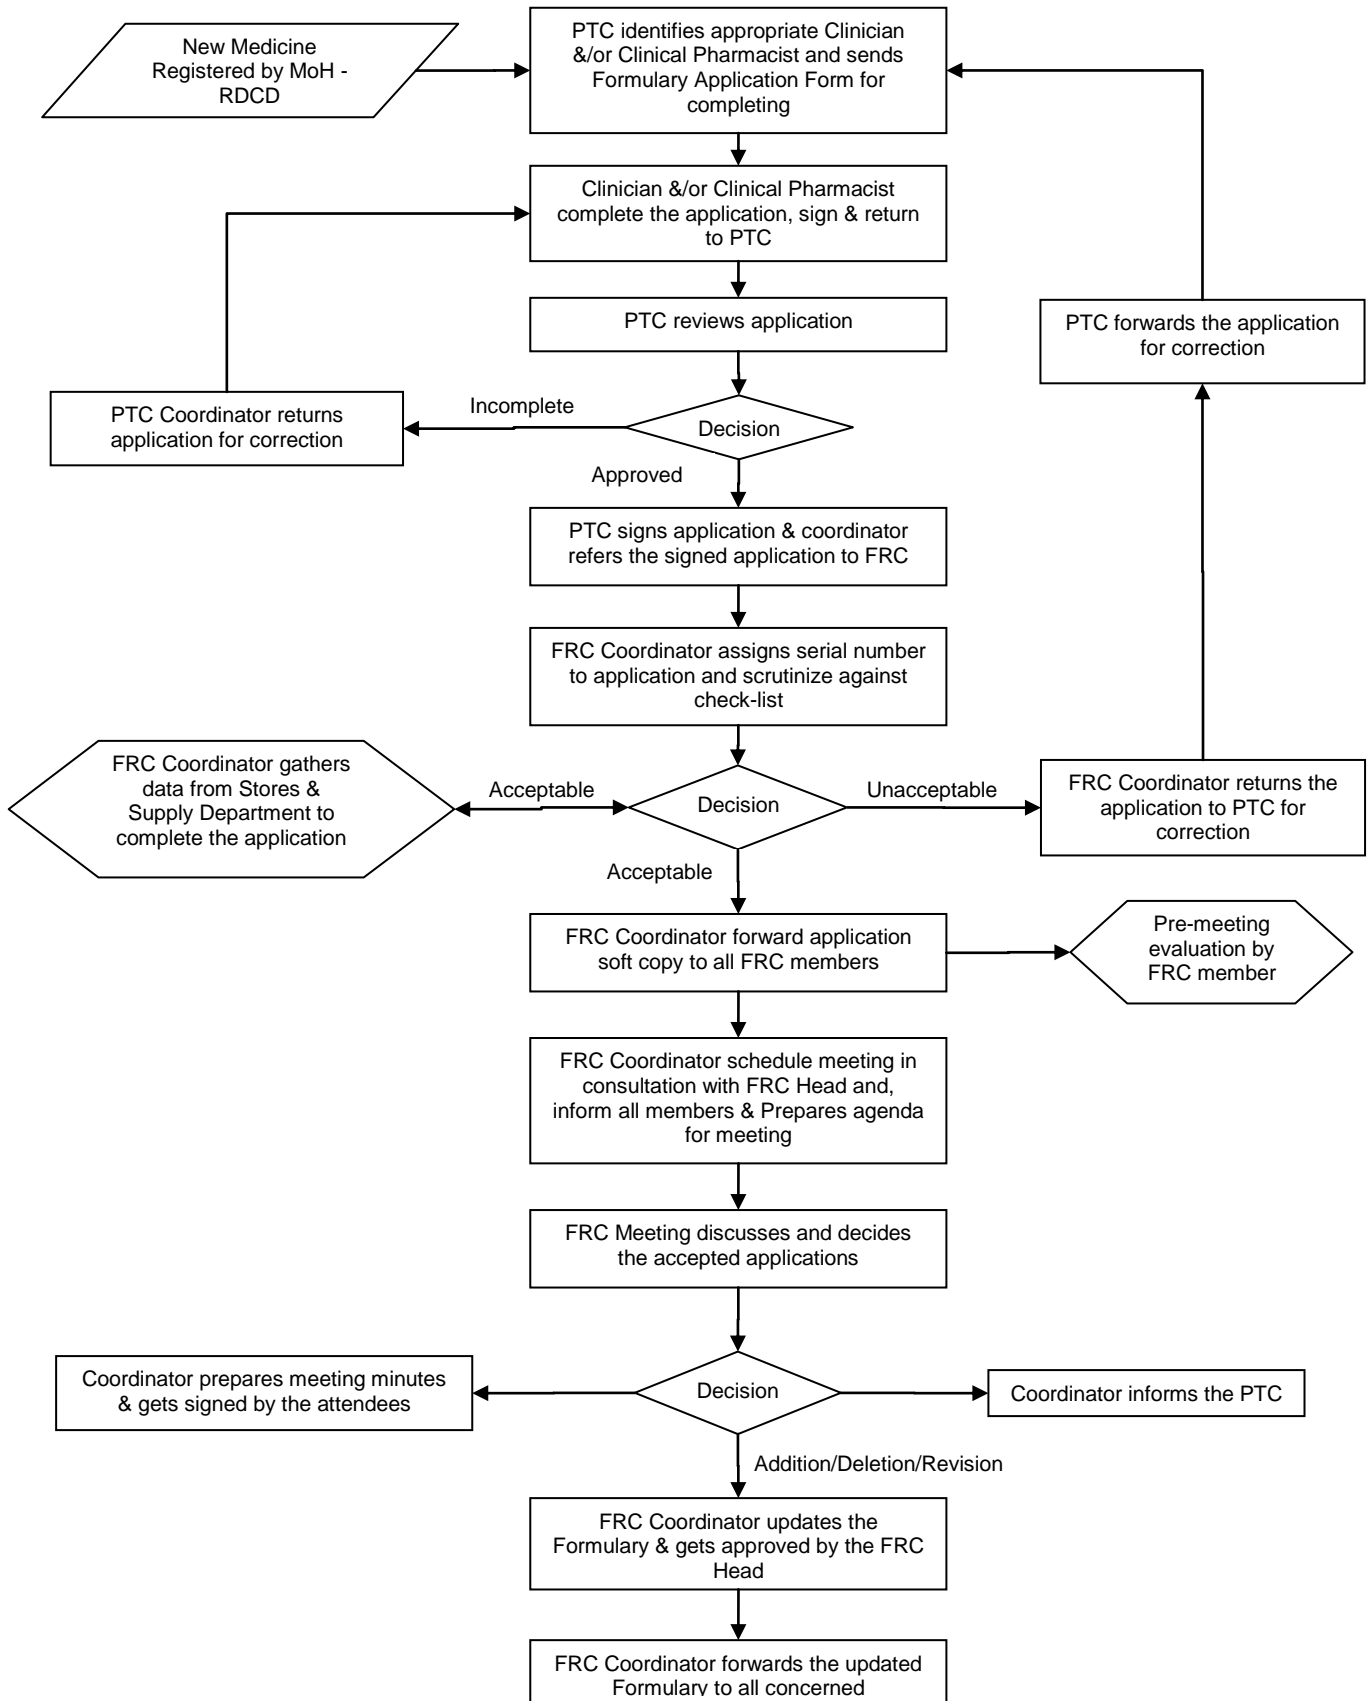 New Medicine
Registered by MoH -
RDCD
PTC identifies appropriate Clinician
&/or Clinical Pharmacist and sends
Formulary Application Form for
completing
Clinician &/or Clinical Pharmacist
complete the application, sign & return
to PTC
PTC reviews application
PTC forwards the application
for correction
PTC Coordinator returns
application for correction
Incomplete
Decision
Approved
PTC signs application & coordinator
refers the signed application to FRC
FRC Coordinator assigns serial number
to application and scrutinize against
check-list
FRC Coordinator gathers
data from Stores &
Supply Department to
complete the application
Acceptable
Decision
Unacceptable
FRC Coordinator returns the
application to PTC for
correction
Acceptable
FRC Coordinator forward application
soft copy to all FRC members
Pre-meeting
evaluation by
FRC member
FRC Coordinator schedule meeting in
consultation with FRC Head and,
inform all members & Prepares agenda
for meeting
FRC Meeting discusses and decides
the accepted applications
Coordinator prepares meeting minutes
& gets signed by the attendees
Decision
Coordinator informs the PTC
Addition/Deletion/Revision
FRC Coordinator updates the
Formulary & gets approved by the FRC
Head
FRC Coordinator forwards the updated
Formulary to all concerned